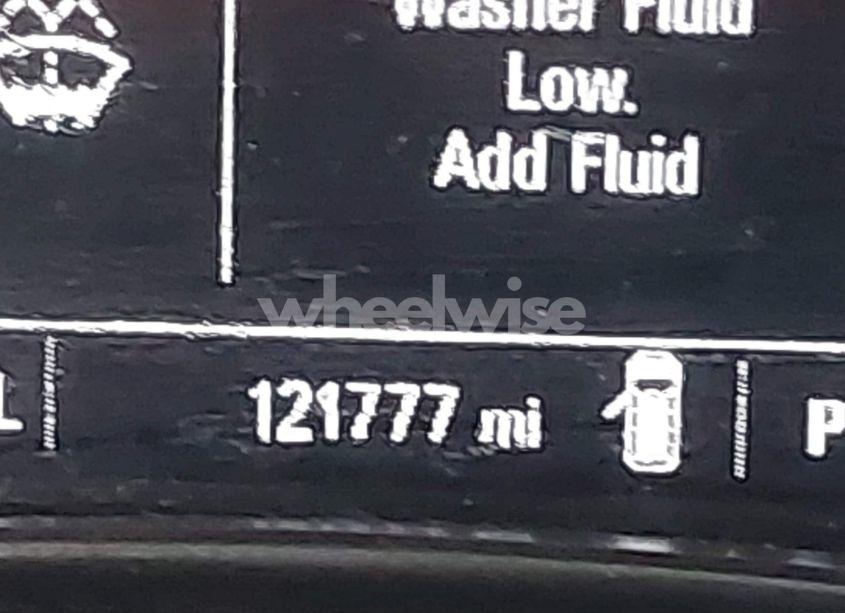 Washer Fluid
Low.
Add Fluid
wheelwise
L
121777 mi
P